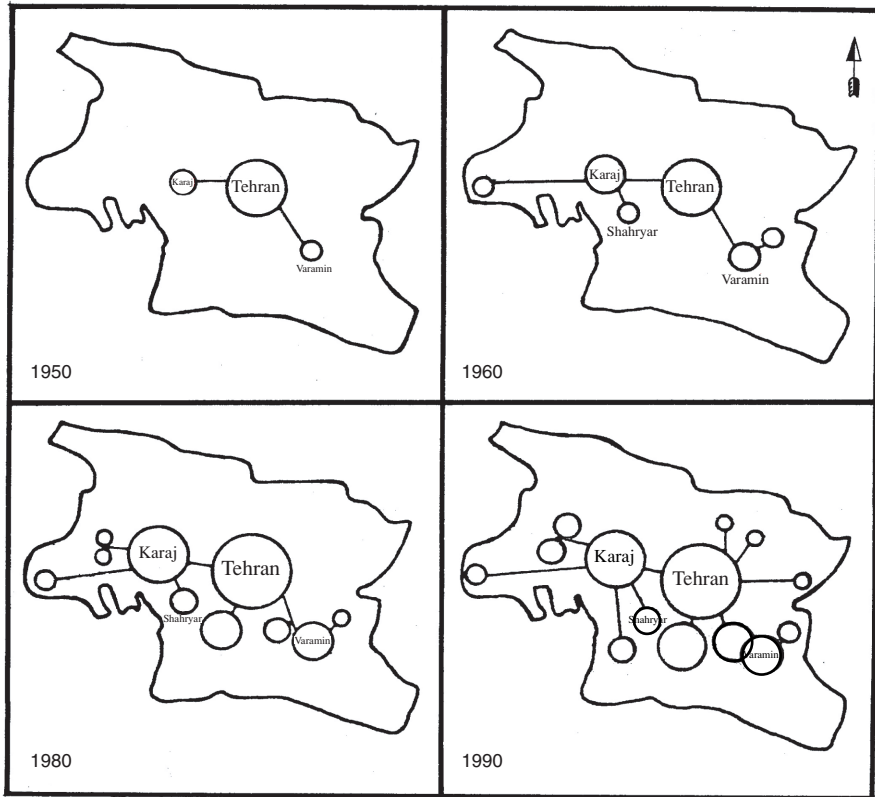 Karaj
Tehran
Varamin
1950
Karaj
Tehran
Shahryar
Varamin
1960
Karaj
Tehran
Shahryar
Varamin
1980
Karaj
Tehran
Shahryar
Varamin
1990